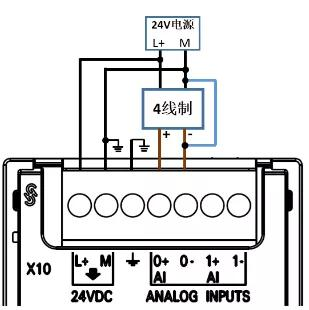 24V电源
L+ M
4线制
+ -
X10
L+ M 0+ 0- 1+ 1-
AI AI
24VDC ANALOG INPUTS